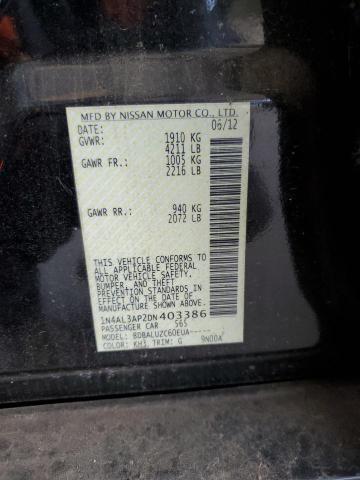 MFD BY NISSAN MOTOR CO., LTD.
DATE: 06/12
GVWR: 1910 KG
4211 LB
GAWR FR: 1005 KG
2216 LB
GAWR RR: 940 KG
2072 LB
THIS VEHICLE CONFORMS TO
ALL APPLICABLE FEDERAL
MOTOR VEHICLE SAFETY,
BUMPER, AND THEFT
PREVENTION STANDARDS IN
EFFECT ON THE DATE OF
MANUFACTURE SHOWN ABOVE.
1N4AL3AP2DN403386
PASSENGER CAR 565
MODEL: BDBALUZC60EUA-----
COLOR: KH3, TRIM: G 9N00A